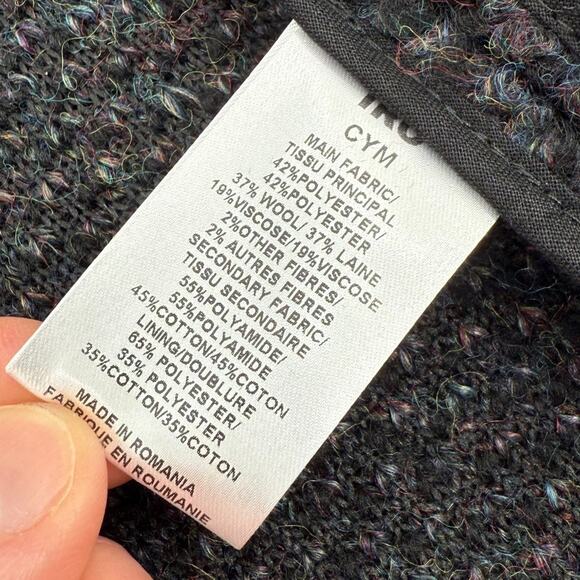 IRO
CYM
MAIN FABRIC/
TISSU PRINCIPAL
42%POLYESTER/
42%POLYESTER
37% WOOL/ 37% LAINE
19%VISCOSE/19%VISCOSE
2%OTHER FIBRES/
2% AUTRES FIBRES
SECONDARY FABRIC/
TISSU SECONDAIRE
55%POLYAMIDE/
55%POLYAMIDE
45%COTTON/45%COTON
LINING/DOUBLURE
65% POLYESTER/
35% POLYESTER
35%COTTON/35%COTON
MADE IN ROMANIA
FABRIQUE EN ROUMANIE